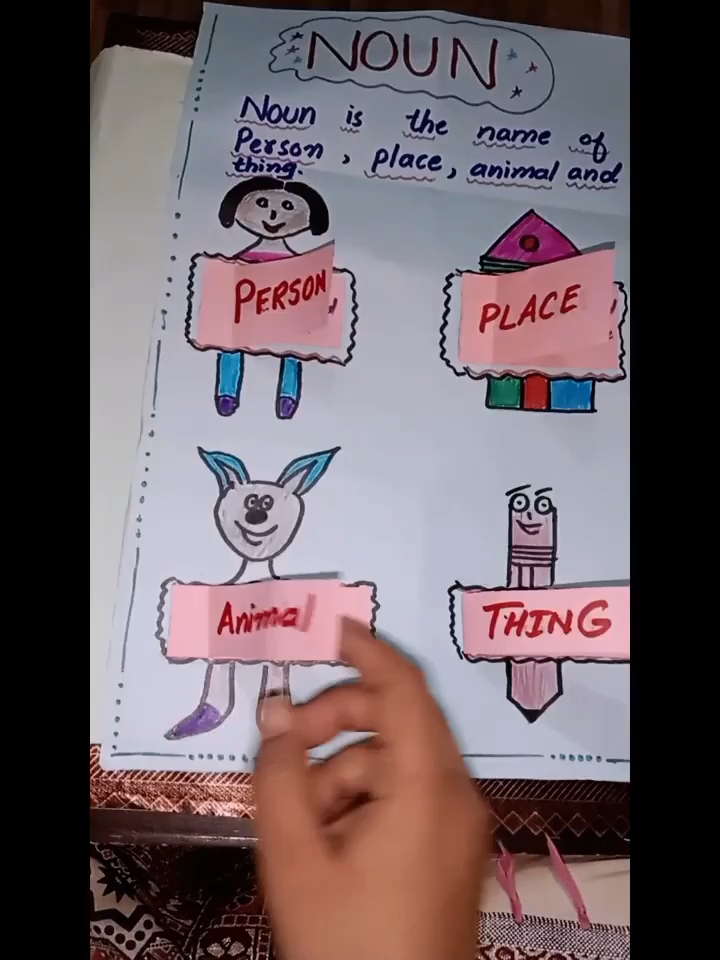 NOUN
Noun is the name of
Person, place, animal and
thing.
PERSON
PLACE
Animal
THING